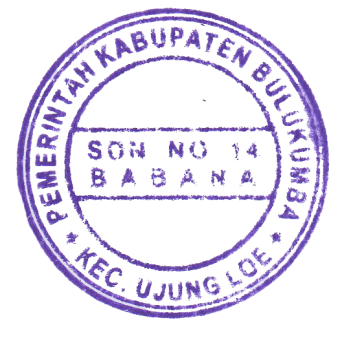 PEMERINTAH KABUPATEN BULUKUMBA
SDN NO 14
BABANA
KEC. UJUNG LOE